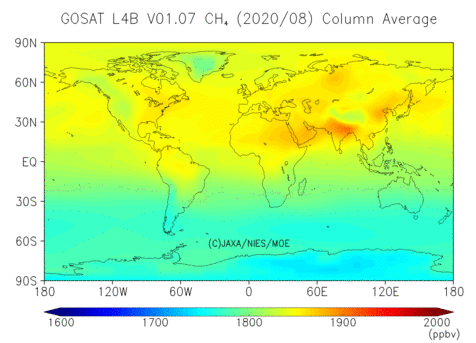 GOSAT L4B V01.07 CH₄ (2020/08) Column Average
90N
60N
30N
EQ
30S
60S
90S
(C)JAXA/NIES/MOE
180 120W 60W 0 60E 120E 180
1600 1700 1800 1900 2000
(ppbv)